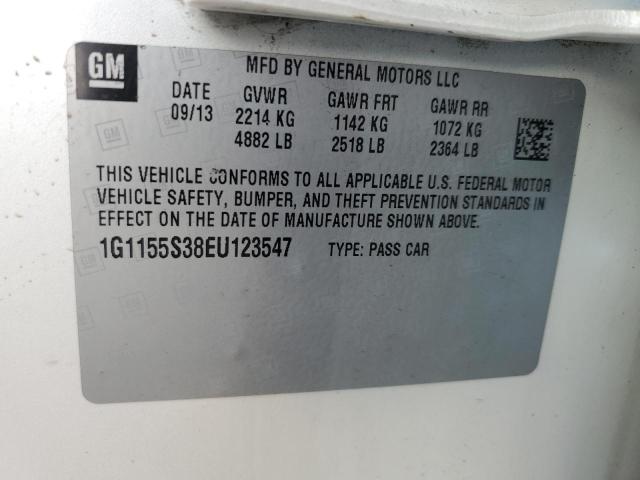 GM
MFD BY GENERAL MOTORS LLC
DATE GVWR GAWR FRT GAWR RR
09/13 2214 KG 1142 KG 1072 KG
4882 LB 2518 LB 2364 LB
THIS VEHICLE CONFORMS TO ALL APPLICABLE U.S. FEDERAL MOTOR
VEHICLE SAFETY, BUMPER, AND THEFT PREVENTION STANDARDS IN
EFFECT ON THE DATE OF MANUFACTURE SHOWN ABOVE.
1G1155S38EU123547 TYPE: PASS CAR